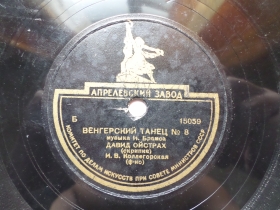 АПРЕЛЕВСКИЙ ЗАВОД
Б 15039
ВЕНГЕРСКИЙ ТАНЕЦ № 8
музыка И. Брамса
ДАВИД ОЙСТРАХ
(скрипка)
И. В. Коллегорская
(ф-но)
КОМИТЕТ ПО ДЕЛАМ ИСКУССТВ ПРИ СОВЕТЕ МИНИСТРОВ СССР